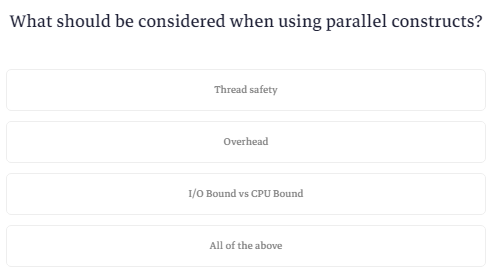 What should be considered when using parallel constructs?
Thread safety
Overhead
I/O Bound vs CPU Bound
All of the above